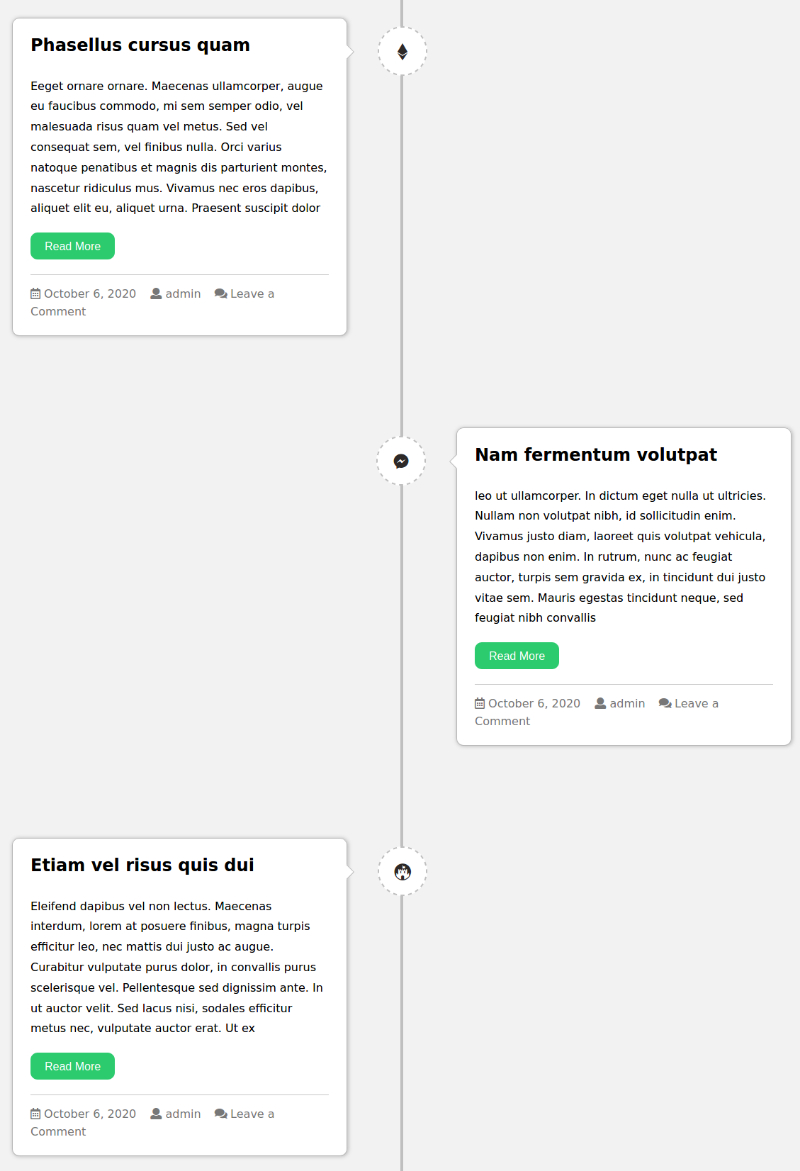 Phasellus cursus quam
Eeget ornare ornare. Maecenas ullamcorper, augue
eu faucibus commodo, mi sem semper odio, vel
malesuada risus quam vel metus. Sed vel
consequat sem, vel finibus nulla. Orci varius
natoque penatibus et magnis dis parturient montes,
nascetur ridiculus mus. Vivamus nec eros dapibus,
aliquet elit eu, aliquet urna. Praesent suscipit dolor
Read More
October 6, 2020 admin Leave a
Comment
Nam fermentum volutpat
leo ut ullamcorper. In dictum eget nulla ut ultricies.
Nullam non volutpat nibh, id sollicitudin enim.
Vivamus justo diam, laoreet quis volutpat vehicula,
dapibus non enim. In rutrum, nunc ac feugiat
auctor, turpis sem gravida ex, in tincidunt dui justo
vitae sem. Mauris egestas tincidunt neque, sed
feugiat nibh convallis
Read More
October 6, 2020 admin Leave a
Comment
Etiam vel risus quis dui
Eleifend dapibus vel non lectus. Maecenas
interdum, lorem at posuere finibus, magna turpis
efficitur leo, nec mattis dui justo ac augue.
Curabitur vulputate purus dolor, in convallis purus
scelerisque vel. Pellentesque sed dignissim ante. In
ut auctor velit. Sed lacus nisi, sodales efficitur
metus nec, vulputate auctor erat. Ut ex
Read More
October 6, 2020 admin Leave a
Comment